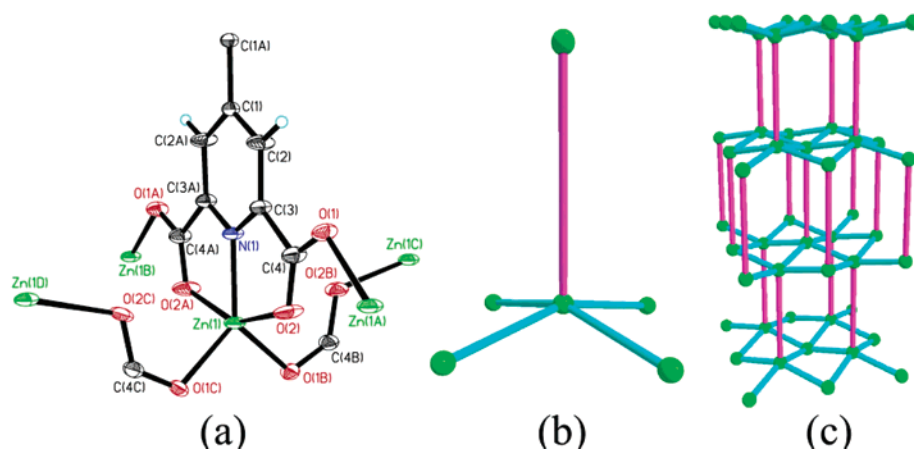 C(1A)
C(1)
C(2A) C(2)
C(3A) C(3)
O(1A) N(1) O(1)
C(4A) C(4)
Zn(1B) O(2B) Zn(1C)
Zn(1D) O(2C) O(2A) O(2) Zn(1A)
Zn(1)
C(4C) O(1C) O(1B) C(4B)
(a) (b) (c)